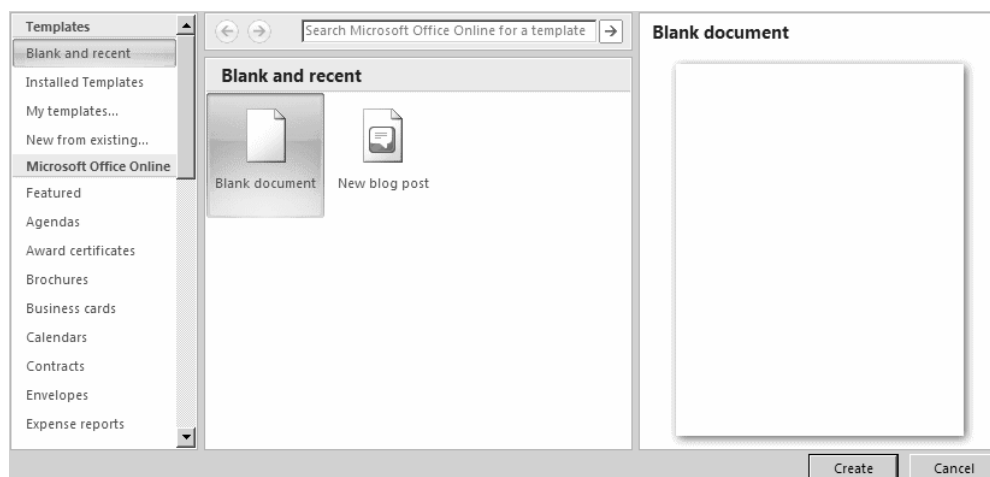 Templates
Blank and recent
Installed Templates
My templates...
New from existing...
Microsoft Office Online
Featured
Agendas
Award certificates
Brochures
Business cards
Calendars
Contracts
Envelopes
Expense reports
Search Microsoft Office Online for a template
Blank and recent
Blank document
New blog post
Blank document
Create
Cancel